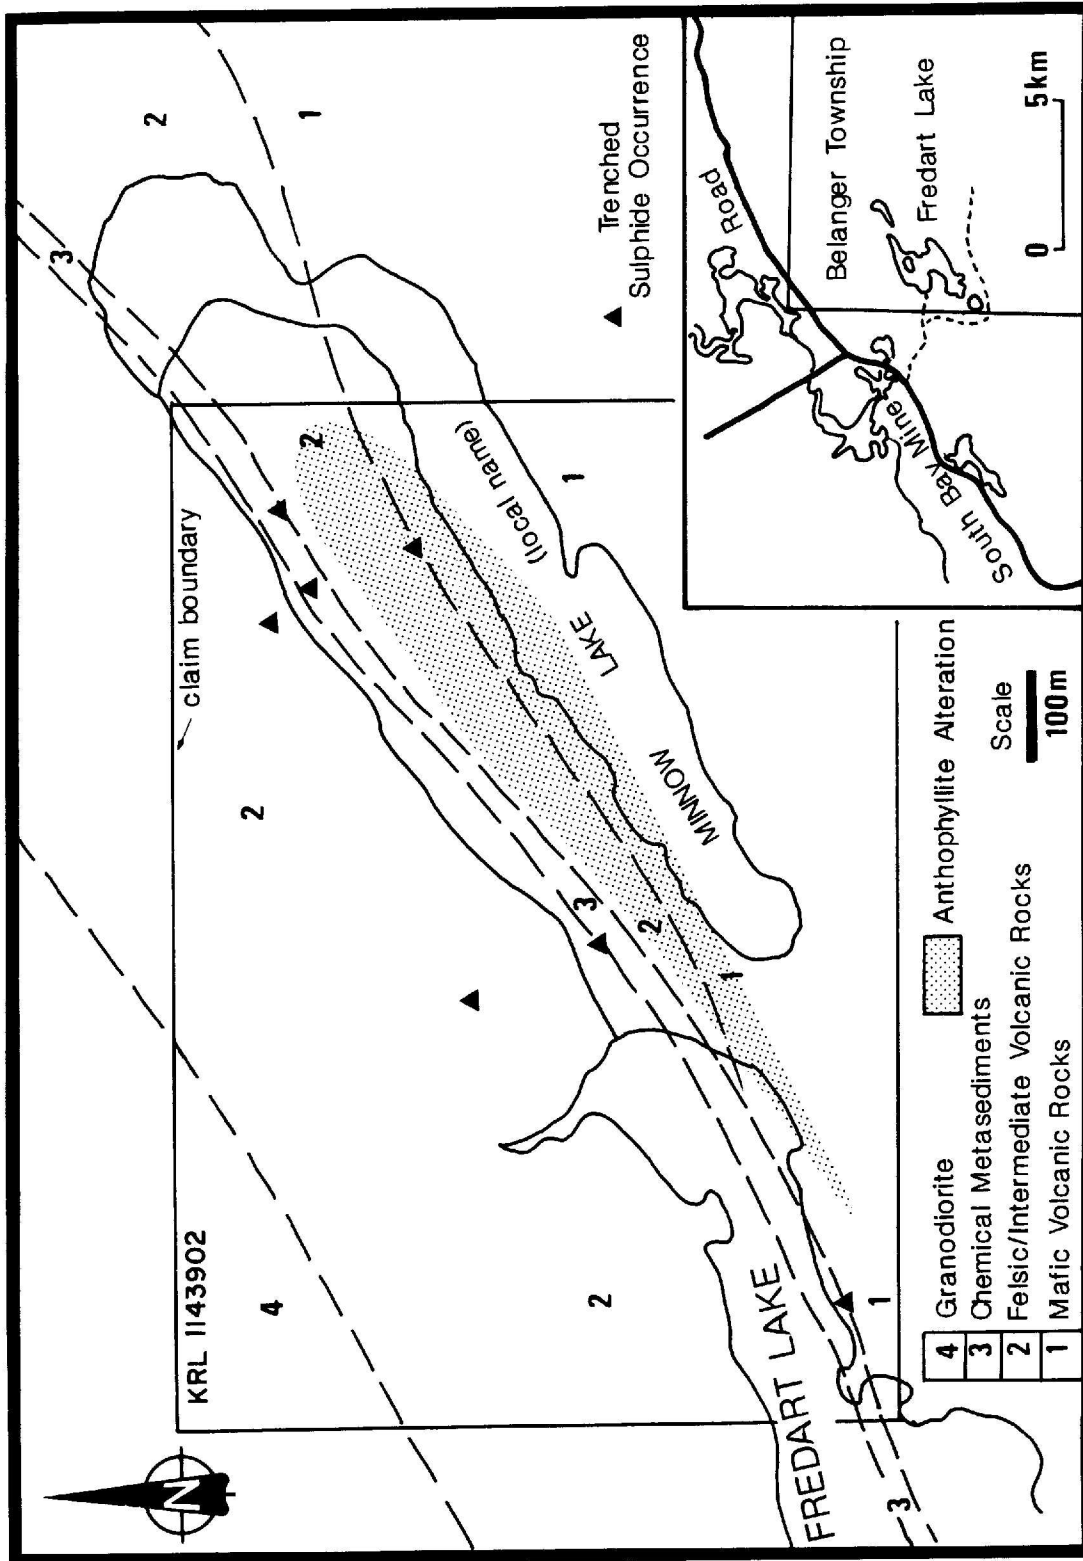 N
KRL 1143902
claim boundary
4
2
2
2
1
3
2
3
2
1
1
1
3
FREDART LAKE
MINNOW LAKE
(local name)
▲ Trenched
Sulphide Occurrence
4 Granodiorite
3 Chemical Metasediments
2 Felsic/Intermediate Volcanic Rocks
1 Mafic Volcanic Rocks
Anthophyllite Alteration
Scale
100m
South Bay Mine Road
Belanger Township
Fredart Lake
0 5km